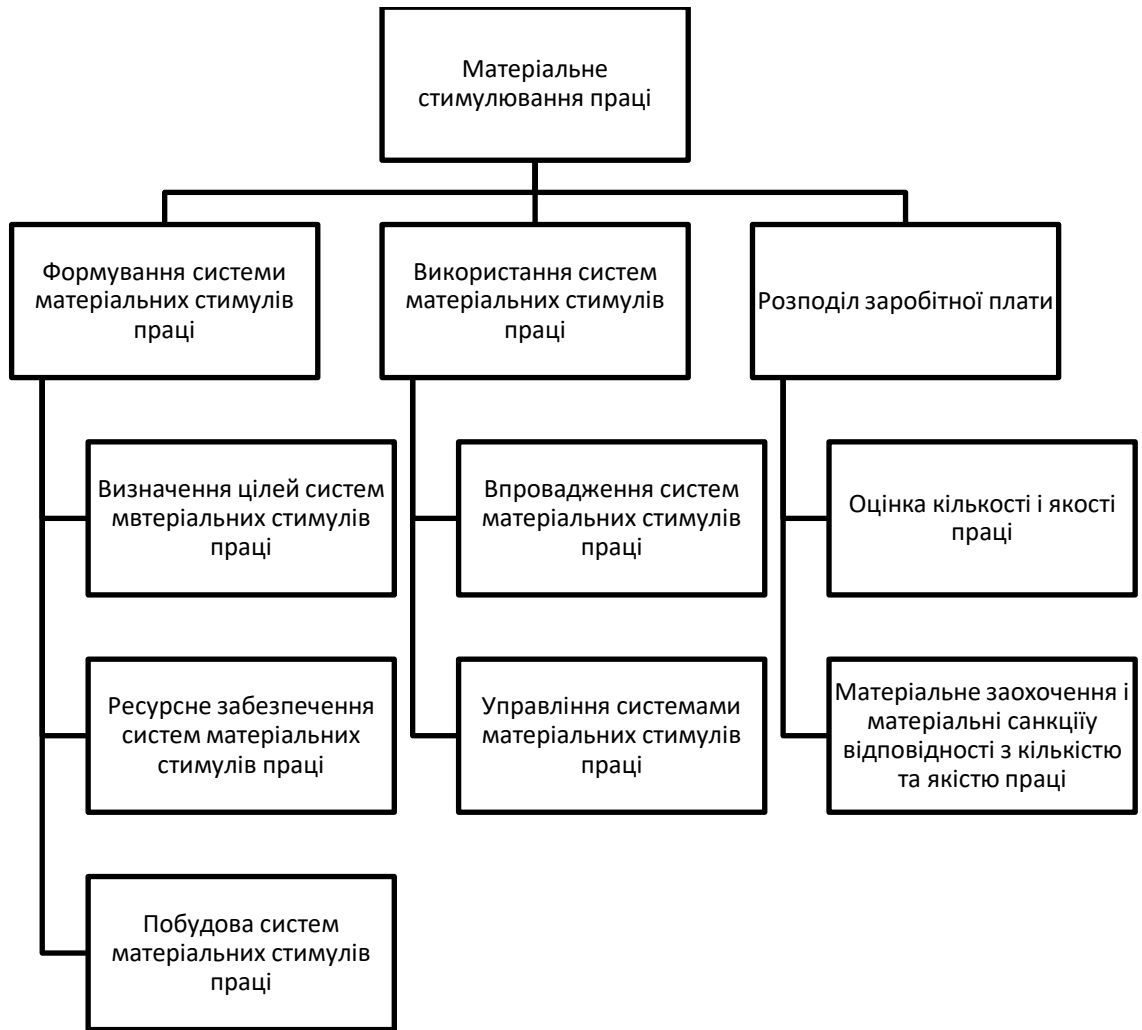 Матеріальне
стимулювання праці
Формування системи
матеріальних стимулів
праці
Використання систем
матеріальних стимулів
праці
Розподіл заробітної плати
Визначення цілей систем
мвтеріальних стимулів
праці
Впровадження систем
матеріальних стимулів
праці
Оцінка кількості і якості
праці
Ресурсне забезпечення
систем матеріальних
стимулів праці
Управління системами
матеріальних стимулів
праці
Матеріальне заохочення і
матеріальні санкціїу
відповідності з кількістю
та якістю праці
Побудова систем
матеріальних стимулів
праці